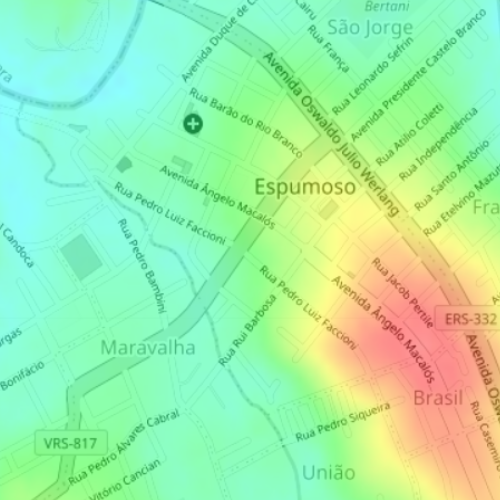 Bertani
Cairu
São Jorge
Avenida Duque de C
Rua França
Rua Leonardo Sefrin
Avenida Presidente Castelo Branco
Avenida Oswaldo Julio Werlang
Rua Barão do Rio Branco
Rua Atílio Coletti
Rua Independência
Rua Santo Antônio
Rua Etelvino Mazu
Fra
Avenida Ângelo Macalós
Espumoso
Rua Pedro Luiz Faccioni
Rua Pedro Bambini
l Candoca
Rua Pedro Luiz Faccioni
Rua Jacob Pertile
Avenida Ângelo Macalós
ERS-332
Rua Rui Barbosa
Maravalha
argas
Bonifácio
Avenida Osw
Brasil
Rua Casemiro
Rua Pedro Siqueira
VRS-817
Rua Pedro Álvares Cabral
Vitório Cancian
União